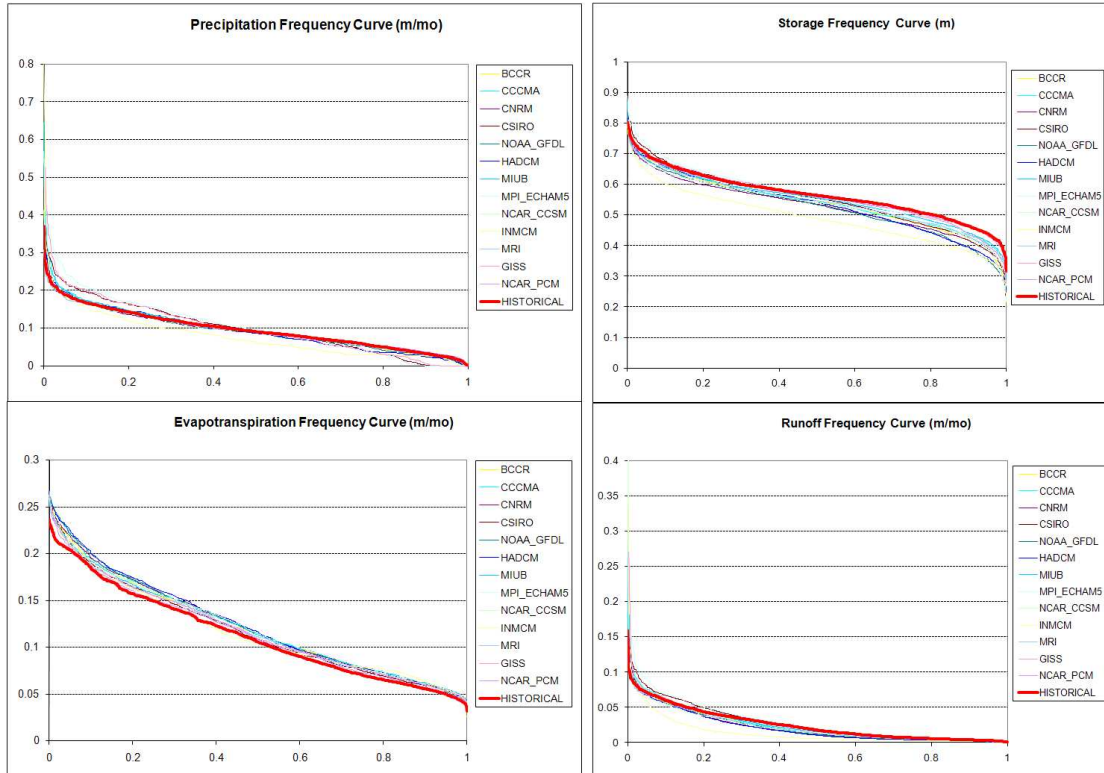 Precipitation Frequency Curve (m/mo)
0.8
0.7
0.6
0.5
0.4
0.3
0.2
0.1
0
0
0.2
0.4
0.6
0.8
1
BCCR
CCCMA
CNRM
CSIRO
NOAA_GFDL
HADCM
MIUB
MPI_ECHAM5
NCAR_CCSM
INMCM
MRI
GISS
NCAR_PCM
HISTORICAL
Storage Frequency Curve (m)
1
0.9
0.8
0.7
0.6
0.5
0.4
0.3
0.2
0.1
0
0
0.2
0.4
0.6
0.8
1
BCCR
CCCMA
CNRM
CSIRO
NOAA_GFDL
HADCM
MIUB
MPI_ECHAM5
NCAR_CCSM
INMCM
MRI
GISS
NCAR_PCM
HISTORICAL
Evapotranspiration Frequency Curve (m/mo)
0.3
0.25
0.2
0.15
0.1
0.05
0
0
0.2
0.4
0.6
0.8
1
BCCR
CCCMA
CNRM
CSIRO
NOAA_GFDL
HADCM
MIUB
MPI_ECHAM5
NCAR_CCSM
INMCM
MRI
GISS
NCAR_PCM
HISTORICAL
Runoff Frequency Curve (m/mo)
0.4
0.35
0.3
0.25
0.2
0.15
0.1
0.05
0
0
0.2
0.4
0.6
0.8
1
BCCR
CCCMA
CNRM
CSIRO
NOAA_GFDL
HADCM
MIUB
MPI_ECHAM5
NCAR_CCSM
INMCM
MRI
GISS
NCAR_PCM
HISTORICAL